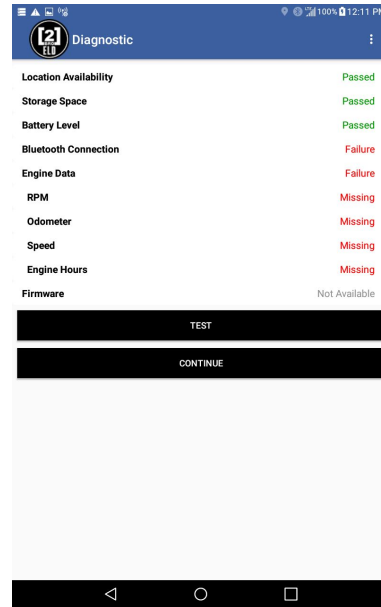 100% 12:11 PM
[2]
ELD
Diagnostic
Location Availability Passed
Storage Space Passed
Battery Level Passed
Bluetooth Connection Failure
Engine Data Failure
RPM Missing
Odometer Missing
Speed Missing
Engine Hours Missing
Firmware Not Available
TEST
CONTINUE